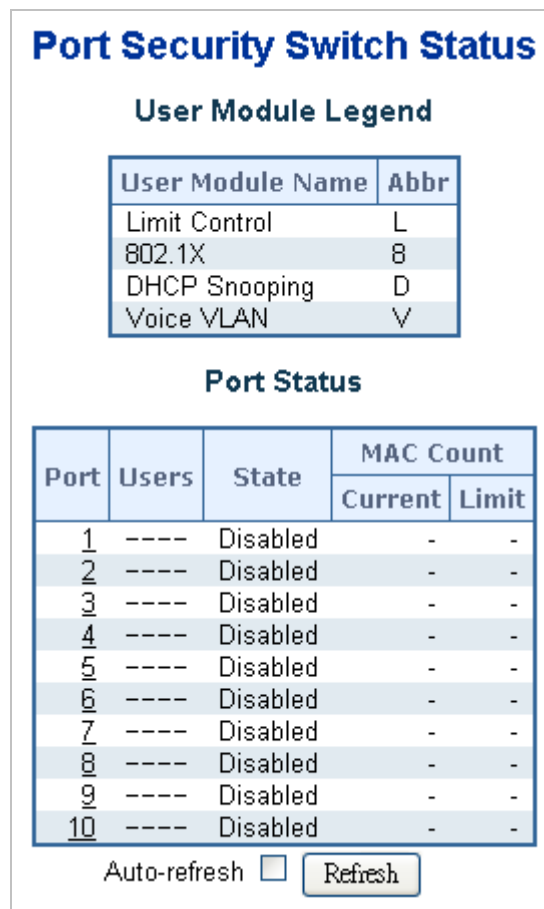 Port Security Switch Status
User Module Legend
User Module Name Abbr
Limit Control L
802.1X 8
DHCP Snooping D
Voice VLAN V
Port Status
Port Users State MAC Count
Current Limit
1 ---- Disabled - -
2 ---- Disabled - -
3 ---- Disabled - -
4 ---- Disabled - -
5 ---- Disabled - -
6 ---- Disabled - -
7 ---- Disabled - -
8 ---- Disabled - -
9 ---- Disabled - -
10 ---- Disabled - -
Auto-refresh Refresh